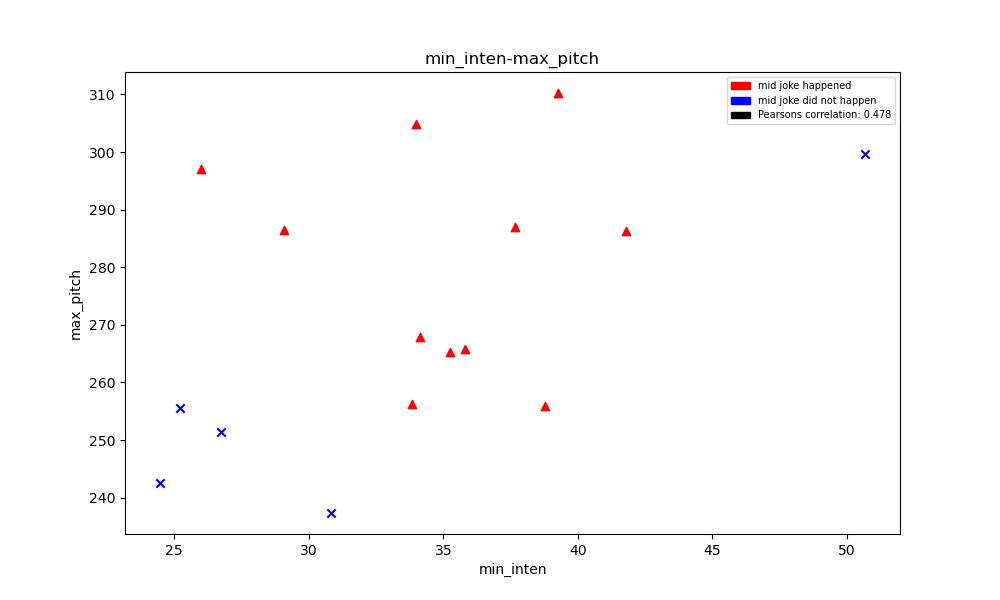 min_inten-max_pitch
mid joke happened
mid joke did not happen
Pearsons correlation: 0.478
310
300
290
280
270
260
250
240
max_pitch
25
30
35
40
45
50
min_inten